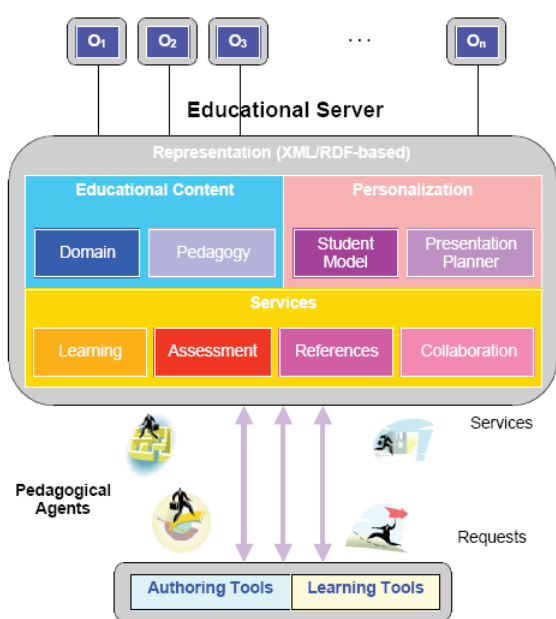 O1 O2 O3 ... On
Educational Server
Representation (XML/RDF-based)
Educational Content
Personalization
Domain
Pedagogy
Student
Model
Presentation
Planner
Services
Learning
Assessment
References
Collaboration
Services
Pedagogical
Agents
Requests
Authoring Tools
Learning Tools